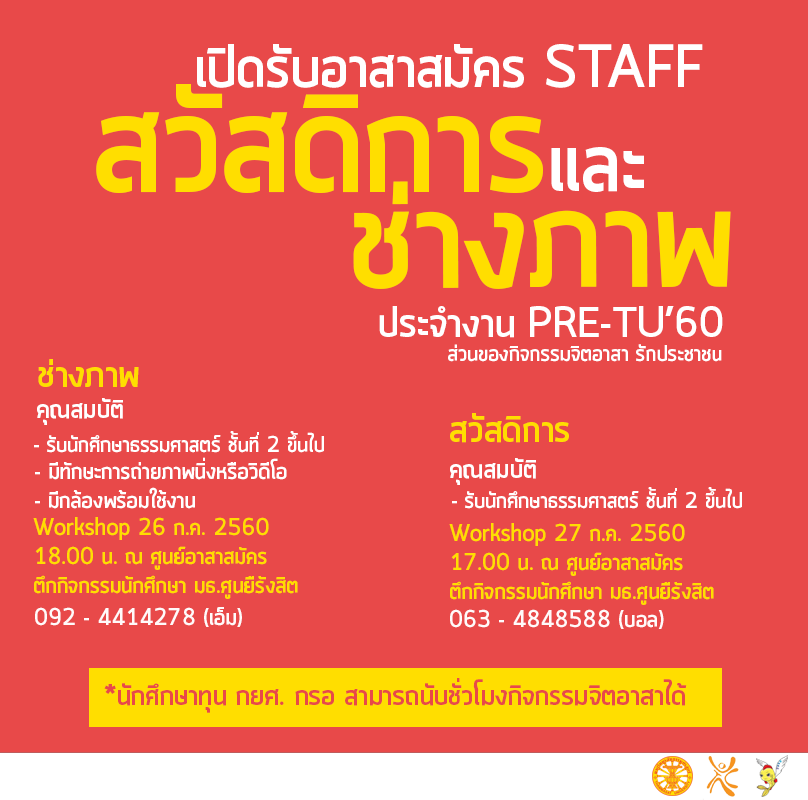 เปิดรับอาสาสมัคร STAFF
สวัสดิการและ
ช่างภาพ
ประจำงาน PRE-TU'60
ส่วนของกิจกรรมจิตอาสา รักประชาชน
ช่างภาพ
คุณสมบัติ
- รับนักศึกษาธรรมศาสตร์ ชั้นที่ 2 ขึ้นไป
- มีทักษะการถ่ายภาพนิ่งหรือวิดีโอ
- มีกล้องพร้อมใช้งาน
Workshop 26 ก.ค. 2560
18.00 น. ณ ศูนย์อาสาสมัคร
ตึกกิจกรรมนักศึกษา มธ.ศูนย์รังสิต
092 - 4414278 (เอ็ม)
สวัสดิการ
คุณสมบัติ
- รับนักศึกษาธรรมศาสตร์ ชั้นที่ 2 ขึ้นไป
Workshop 27 ก.ค. 2560
17.00 น. ณ ศูนย์อาสาสมัคร
ตึกกิจกรรมนักศึกษา มธ.ศูนย์รังสิต
063 - 4848588 (บอล)
*นักศึกษาทุน กยศ. กรอ สามารถนับชั่วโมงกิจกรรมจิตอาสาได้